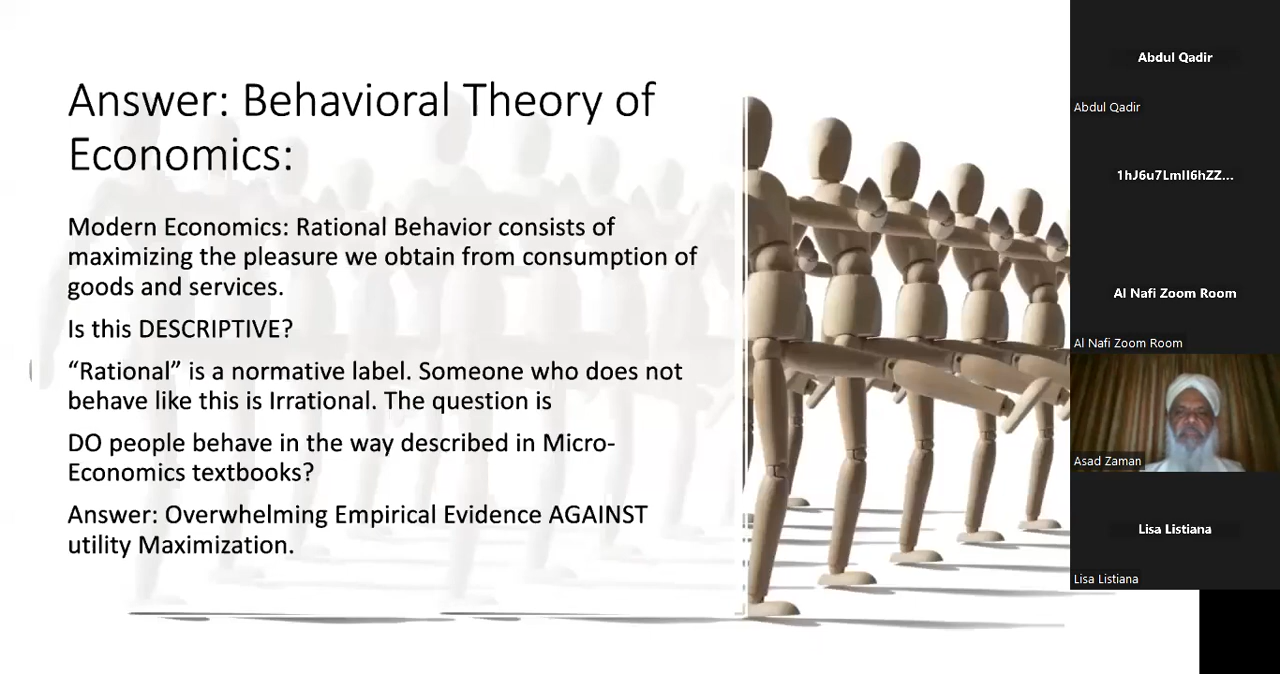 Answer: Behavioral Theory of
Economics:
Modern Economics: Rational Behavior consists of
maximizing the pleasure we obtain from consumption of
goods and services.
Is this DESCRIPTIVE?
“Rational” is a normative label. Someone who does not
behave like this is Irrational. The question is
DO people behave in the way described in Micro-
Economics textbooks?
Answer: Overwhelming Empirical Evidence AGAINST
utility Maximization.
Abdul Qadir
Abdul Qadir
Al Nafi Zoom Room
Al Nafi Zoom Room
Asad Zaman
Lisa Listiana
Lisa Listiana